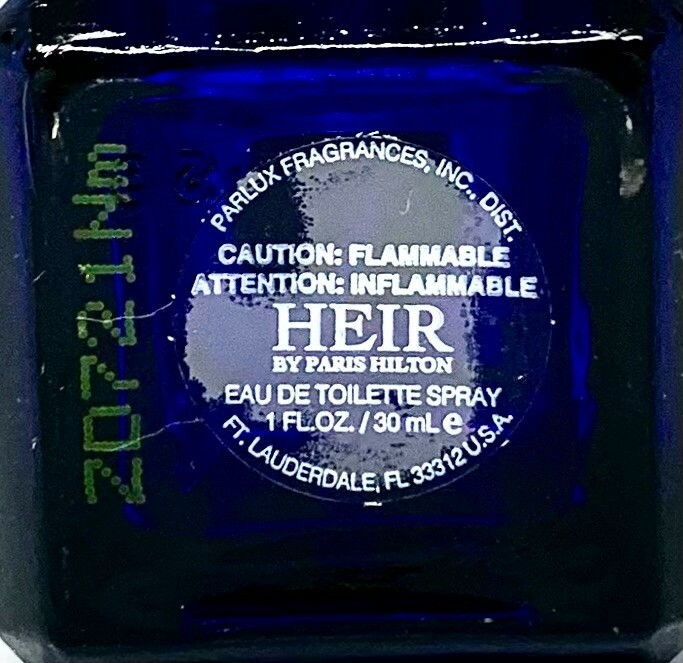 PARLUX FRAGRANCES, INC., DIST.
CAUTION: FLAMMABLE
ATTENTION: INFLAMMABLE
HEIR
BY PARIS HILTON
EAU DE TOILETTE SPRAY
1 FL.OZ. / 30 mL e
FT. LAUDERDALE, FL 33312 U.S.A.